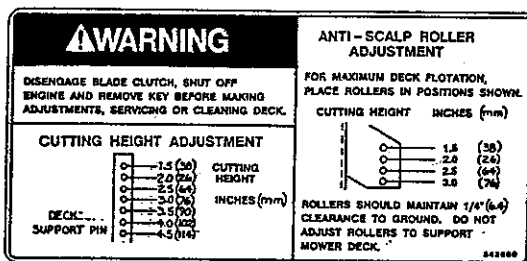 ⚠WARNING
DISENGAGE BLADE CLUTCH, SHUT OFF
ENGINE AND REMOVE KEY BEFORE MAKING
ADJUSTMENTS, SERVICING OR CLEANING DECK.
CUTTING HEIGHT ADJUSTMENT
1.5 (38)
2.0 (26)
2.5 (64)
3.0 (76)
3.5 (70)
4.0 (102)
4.5 (114)
CUTTING
HEIGHT
INCHES (mm)
DECK
SUPPORT PIN
ANTI-SCALP ROLLER
ADJUSTMENT
FOR MAXIMUM DECK FLOTATION,
PLACE ROLLERS IN POSITIONS SHOWN.
CUTTING HEIGHT INCHES (mm)
1.5 (38)
2.0 (26)
2.5 (64)
3.0 (76)
ROLLERS SHOULD MAINTAIN 1/4" (6.4)
CLEARANCE TO GROUND. DO NOT
ADJUST ROLLERS TO SUPPORT
MOWER DECK.